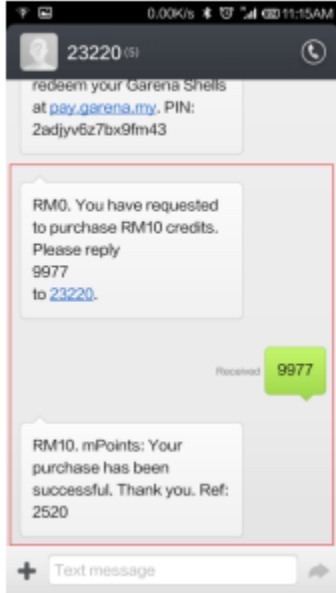 0.00K/s 11:15AM
23220 (5)
redeem your Garena Shells
at pay.garena.my. PIN:
2adjyv6z7bx9fm43
RM0. You have requested
to purchase RM10 credits.
Please reply
9977
to 23220.
Received 9977
RM10. mPoints: Your
purchase has been
successful. Thank you. Ref:
2520
Text message